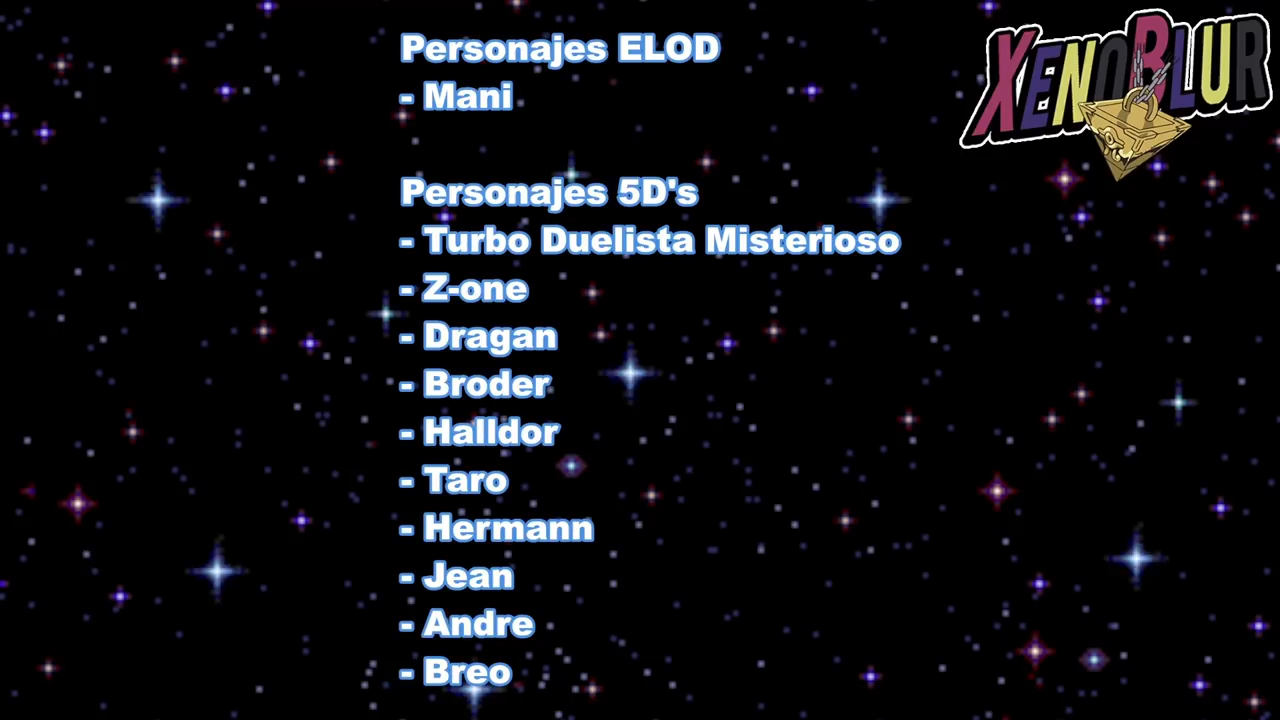 Personajes ELOD
- Mani
XENOBLUR
Personajes 5D's
- Turbo Duelista Misterioso
- Z-one
- Dragan
- Broder
- Halldor
- Taro
- Hermann
- Jean
- Andre
- Breo